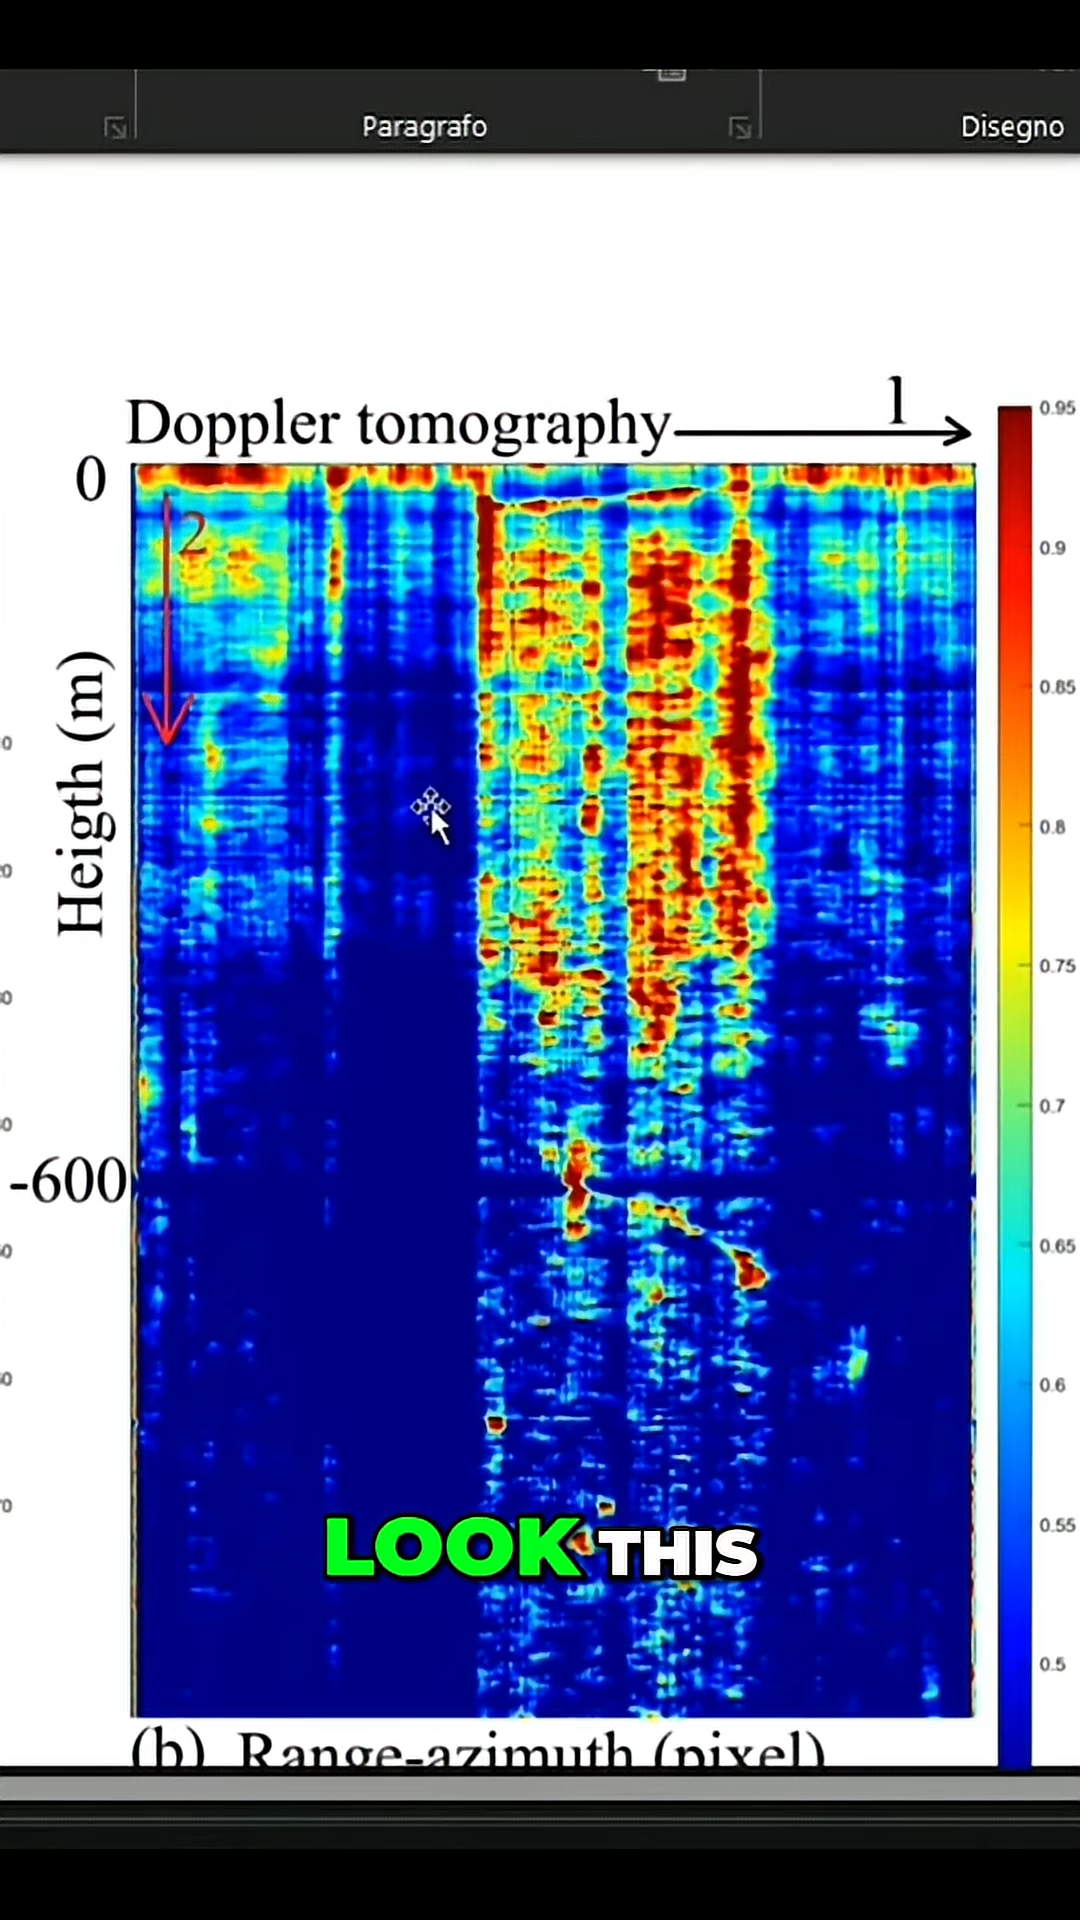 Paragrafo
Disegno
Doppler tomography
1
0
2
Heigth (m)
-600
0.95
0.9
0.85
0.8
0.75
0.7
0.65
0.6
0.55
0.5
LOOK THIS
(b) Range-azimuth (pixel)